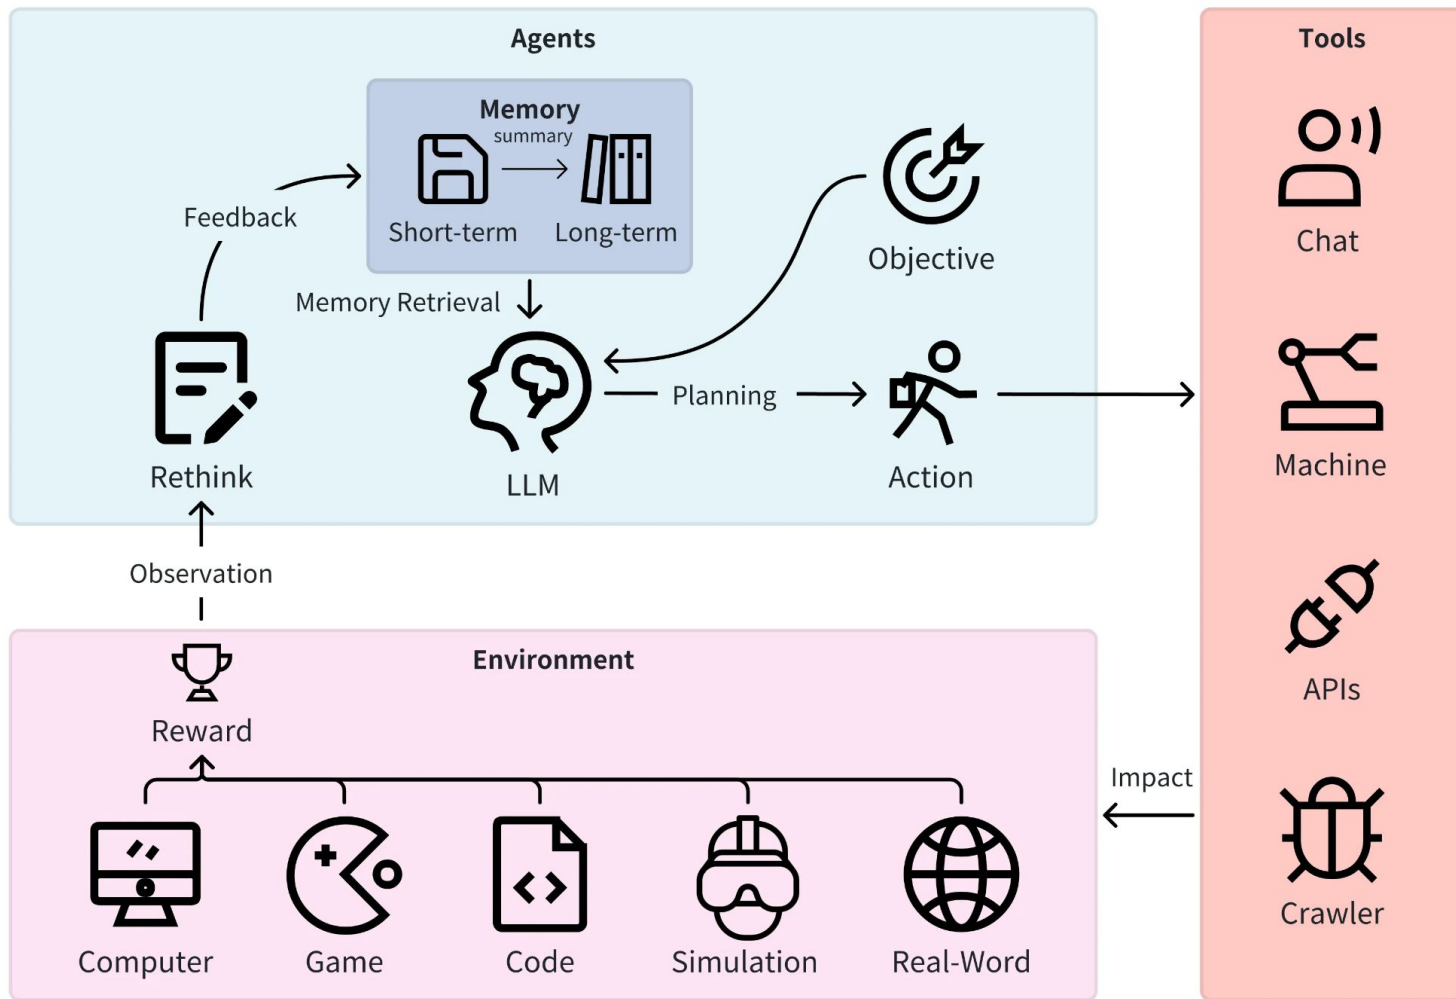 Agents
Memory
summary
Short-term
Long-term
Feedback
Memory Retrieval
Objective
Rethink
LLM
Planning
Action
Observation
Environment
Reward
Computer
Game
Code
Simulation
Real-Word
Impact
Tools
Chat
Machine
APIs
Crawler